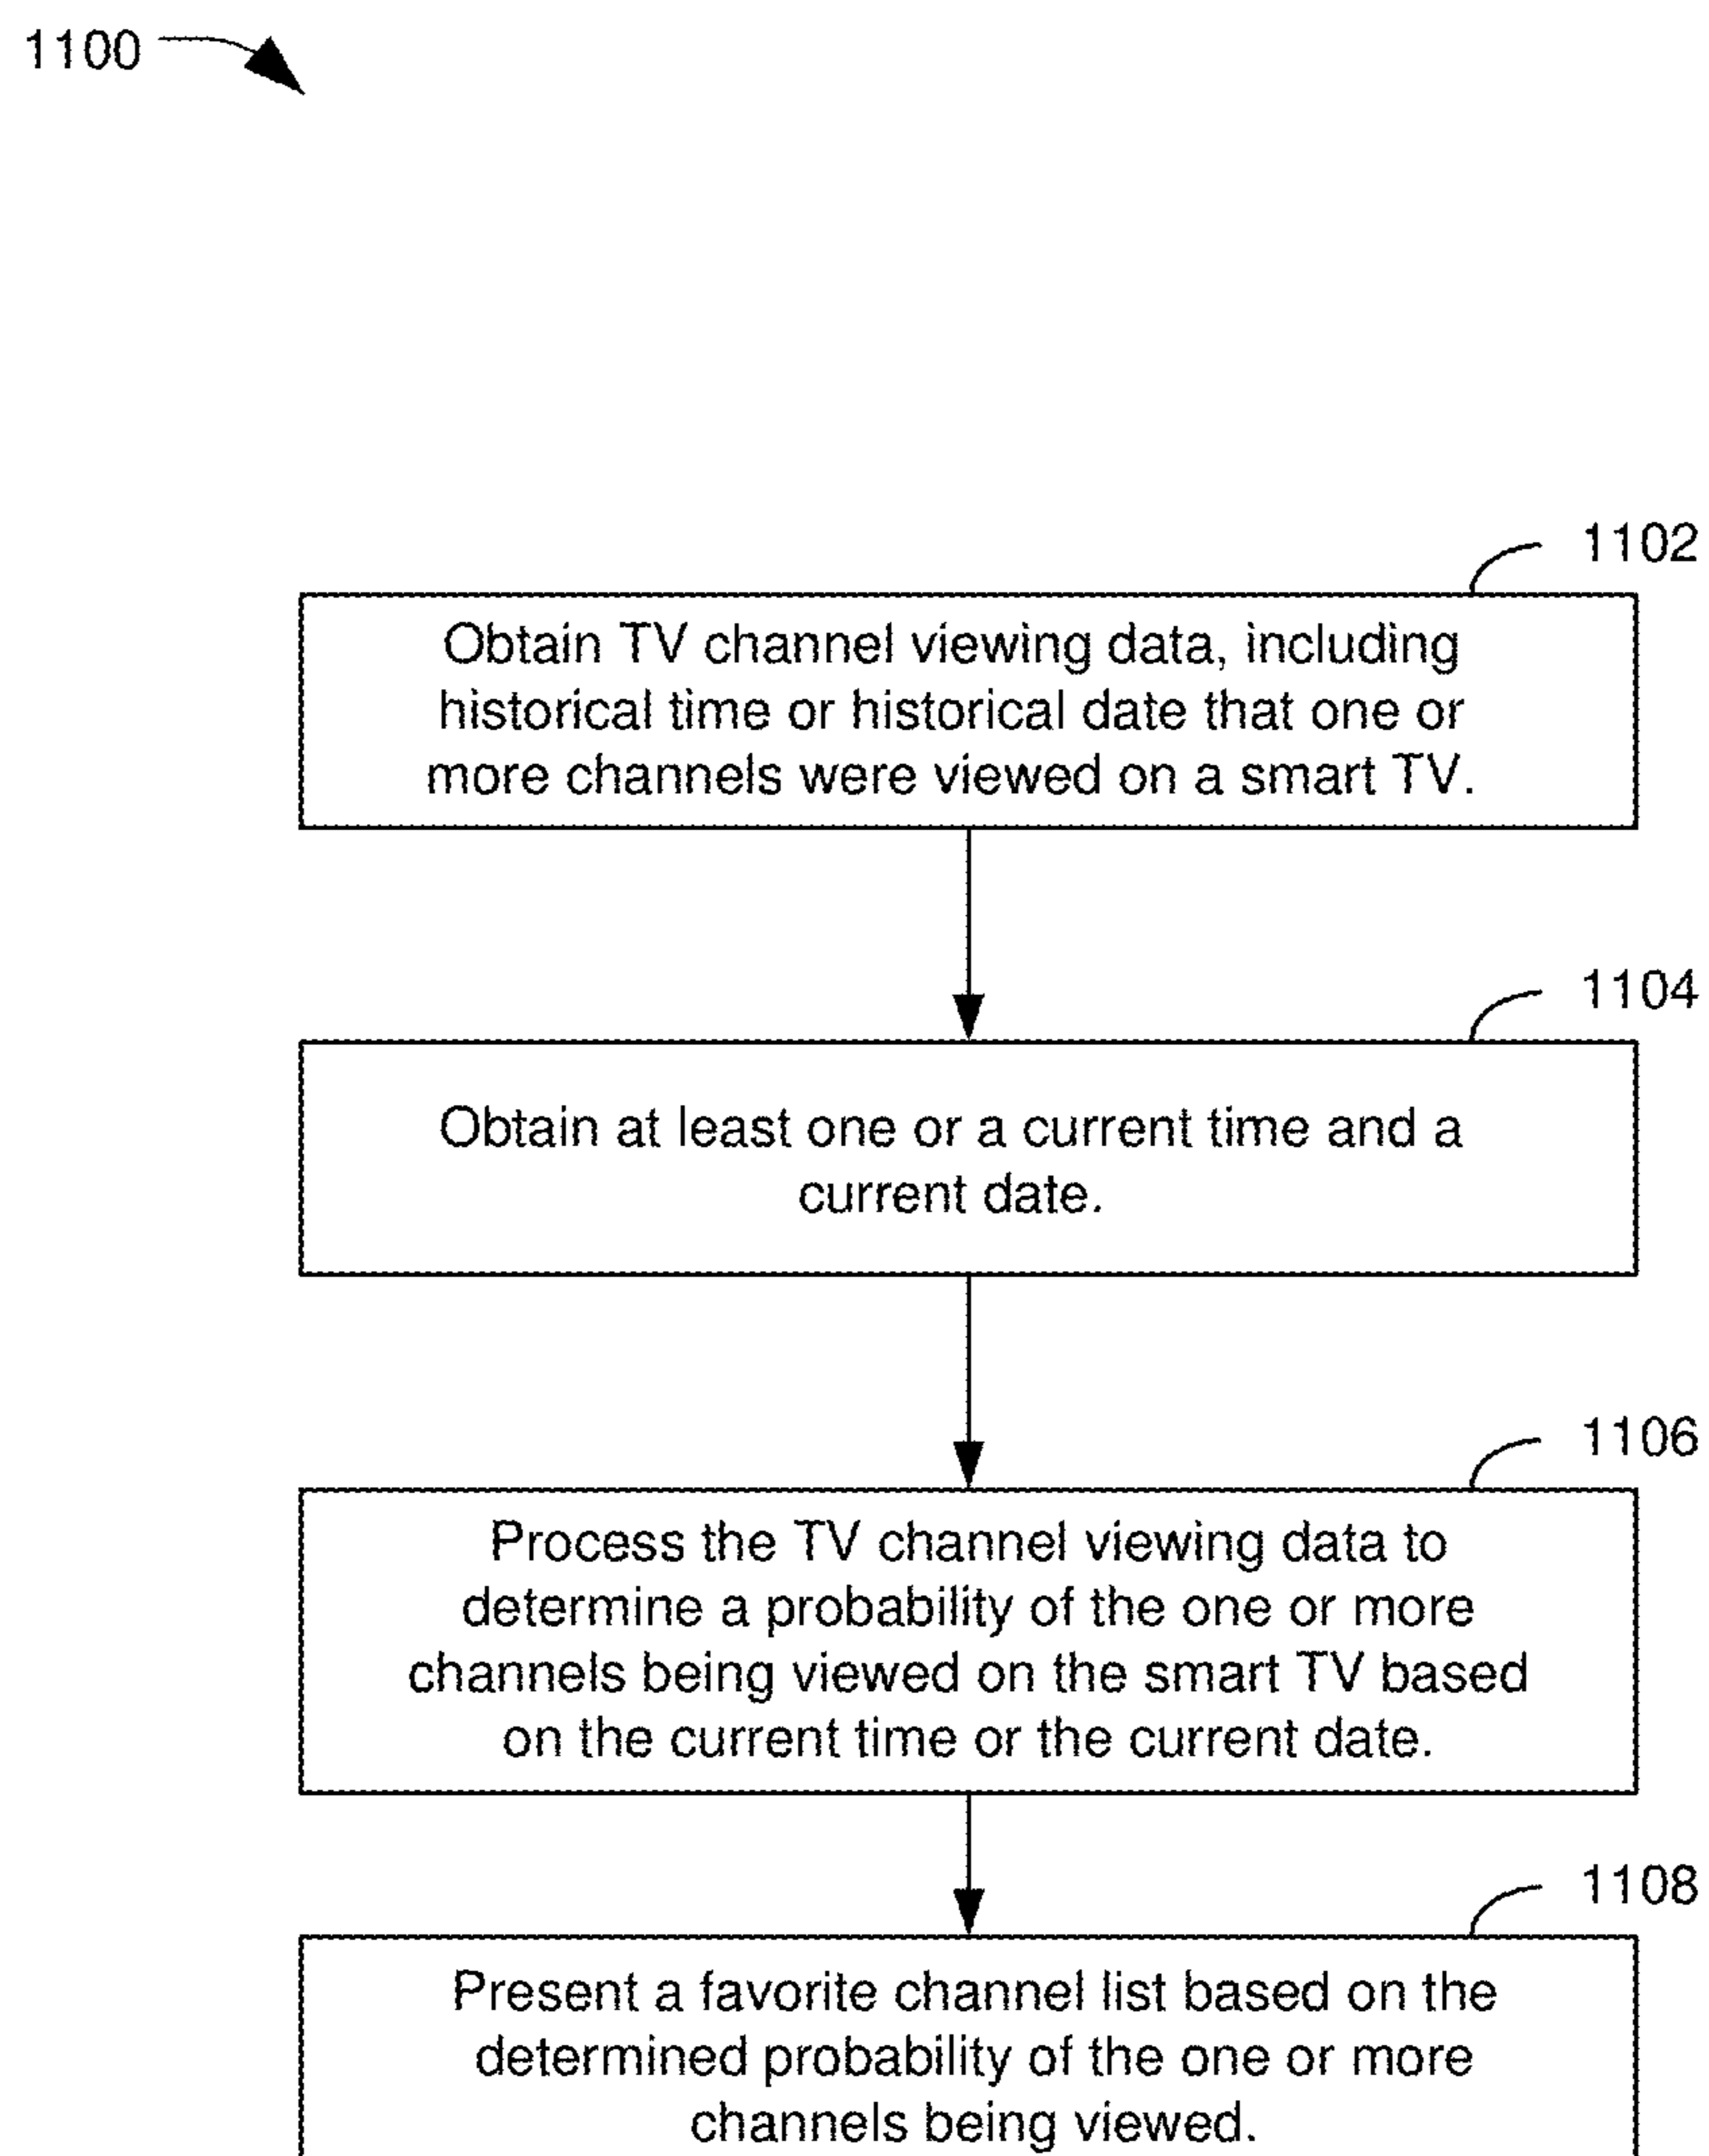 1100
1102
Obtain TV channel viewing data, including
historical time or historical date that one or
more channels were viewed on a smart TV.
1104
Obtain at least one or a current time and a
current date.
1106
Process the TV channel viewing data to
determine a probability of the one or more
channels being viewed on the smart TV based
on the current time or the current date.
1108
Present a favorite channel list based on the
determined probability of the one or more
channels being viewed.